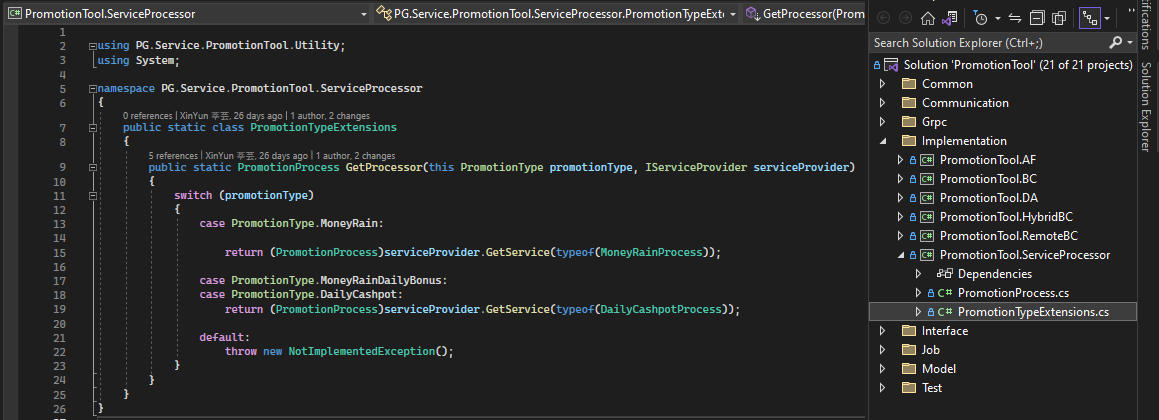 PromotionTool.ServiceProcessor
PG.Service.PromotionTool.ServiceProcessor.PromotionTypeExte
GetProcessor(Prom
1
2 using PG.Service.PromotionTool.Utility;
3 using System;
4
5 namespace PG.Service.PromotionTool.ServiceProcessor
6 {
0 references | XinYun 莘芸, 26 days ago | 1 author, 2 changes
7 public static class PromotionTypeExtensions
8 {
5 references | XinYun 莘芸, 26 days ago | 1 author, 2 changes
9 public static PromotionProcess GetProcessor(this PromotionType promotionType, IServiceProvider serviceProvider)
10 {
11 switch (promotionType)
12 {
13 case PromotionType.MoneyRain:
14
15 return (PromotionProcess)serviceProvider.GetService(typeof(MoneyRainProcess));
16
17 case PromotionType.MoneyRainDailyBonus:
18 case PromotionType.DailyCashpot:
19 return (PromotionProcess)serviceProvider.GetService(typeof(DailyCashpotProcess));
20
21 default:
22 throw new NotImplementedException();
23 }
24 }
25 }
26 }
Search Solution Explorer (Ctrl+;)
Solution 'PromotionTool' (21 of 21 projects)
Common
Communication
Grpc
Implementation
C# PromotionTool.AF
C# PromotionTool.BC
C# PromotionTool.DA
C# PromotionTool.HybridBC
C# PromotionTool.RemoteBC
C# PromotionTool.ServiceProcessor
Dependencies
C# PromotionProcess.cs
C# PromotionTypeExtensions.cs
Interface
Job
Model
Test
ifications
Solution Explorer